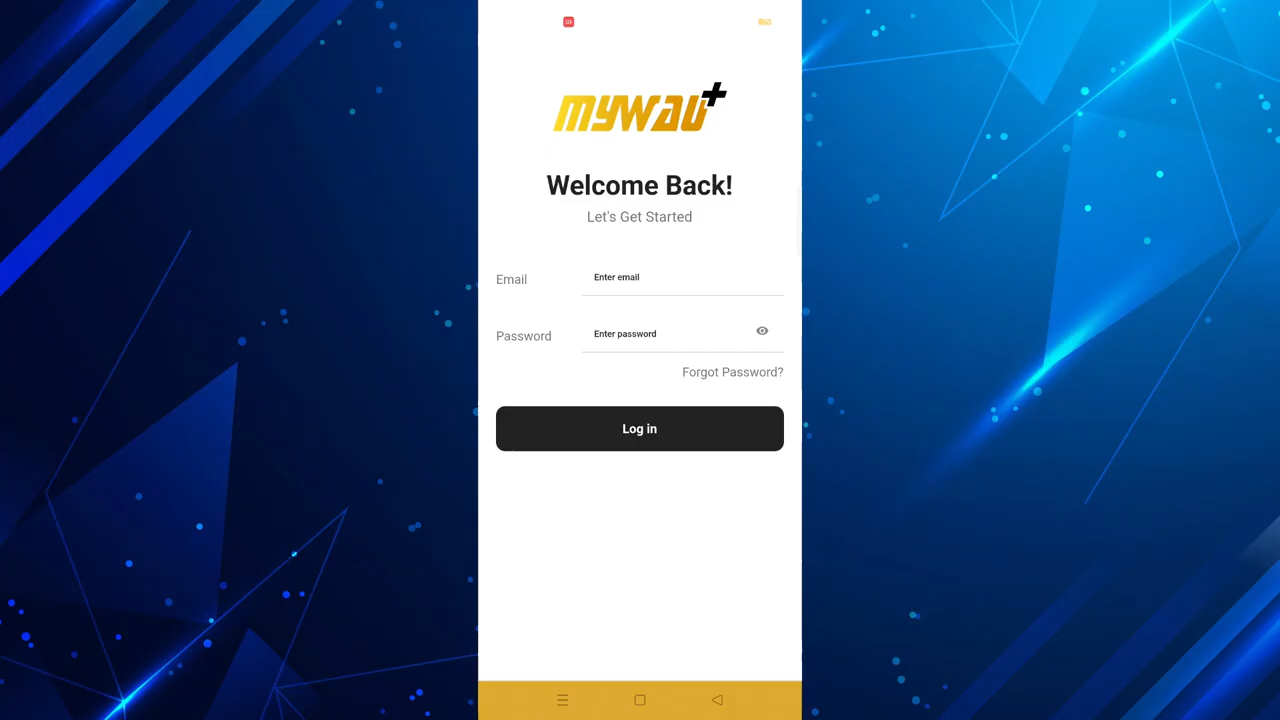 mywau+
Welcome Back!
Let's Get Started
Email
Enter email
Password
Enter password
Forgot Password?
Log in